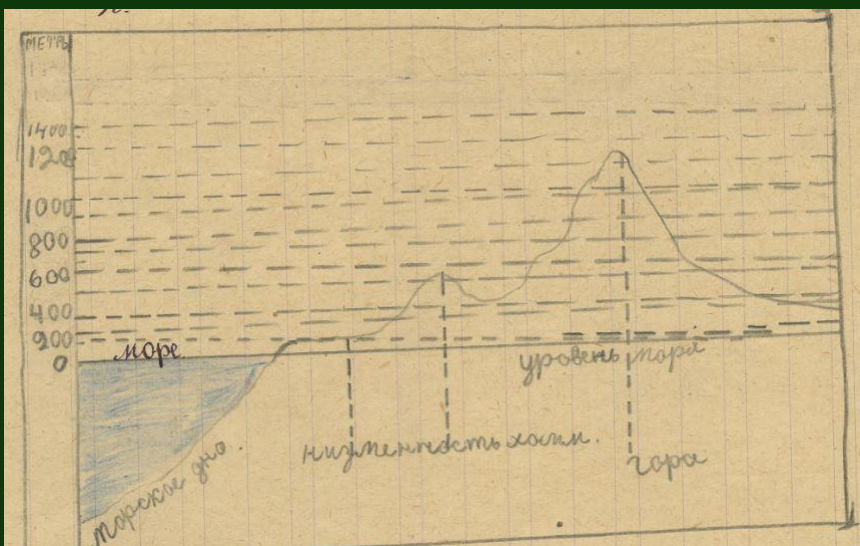 МЕТРЫ
1400
1200
1000
800
600
400
200
0
море
уровень моря
низменность холм.
гора
морское дно.